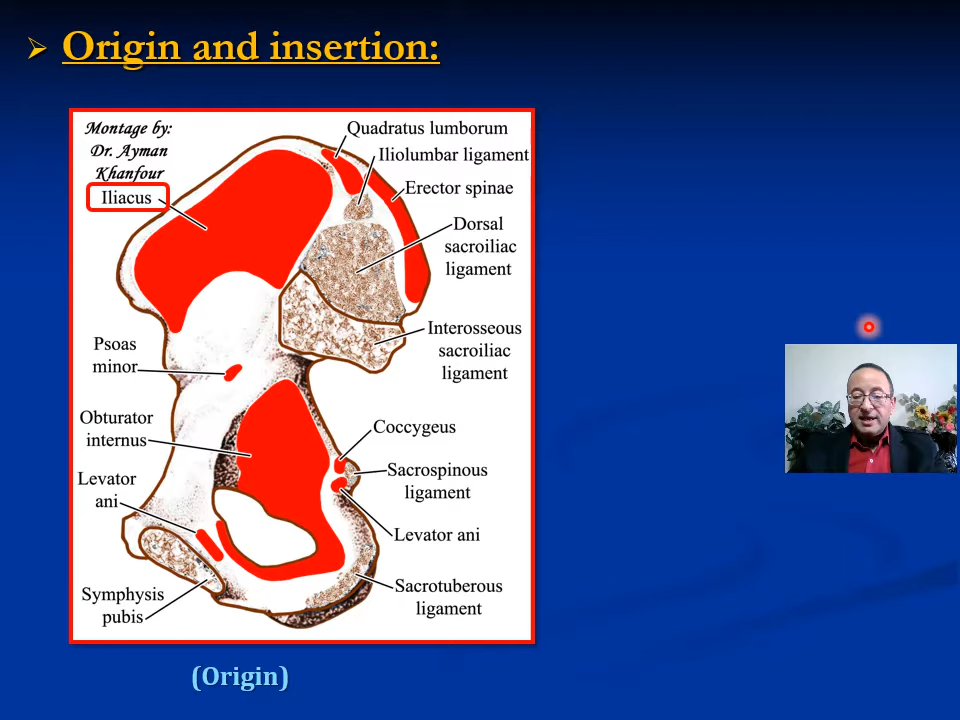 Origin and insertion:
Montage by:
Dr. Ayman
Khanfour
Iliacus
Quadratus lumborum
Iliolumbar ligament
Erector spinae
Dorsal
sacroiliac
ligament
Interosseous
sacroiliac
ligament
Psoas
minor
Obturator
internus
Coccygeus
Levator
ani
Sacrospinous
ligament
Levator ani
Symphysis
pubis
Sacrotuberous
ligament
(Origin)